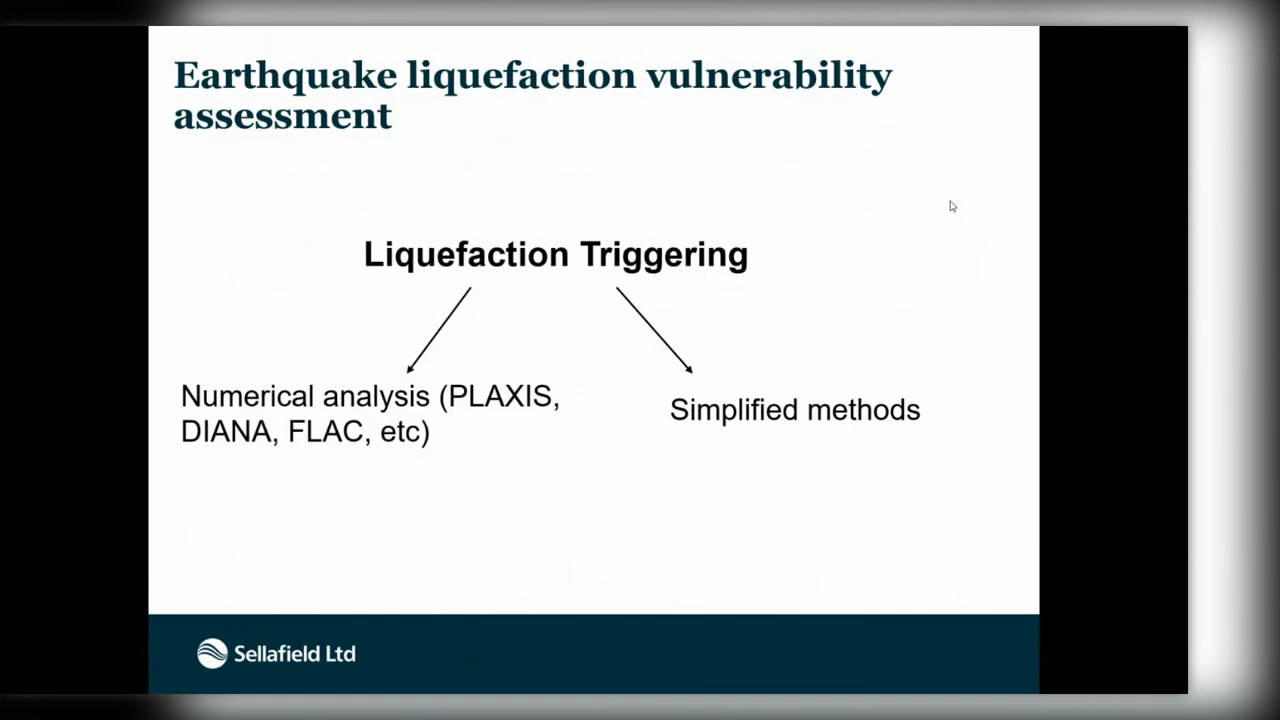 Earthquake liquefaction vulnerability
assessment
Liquefaction Triggering
Numerical analysis (PLAXIS,
DIANA, FLAC, etc)
Simplified methods
Sellafield Ltd